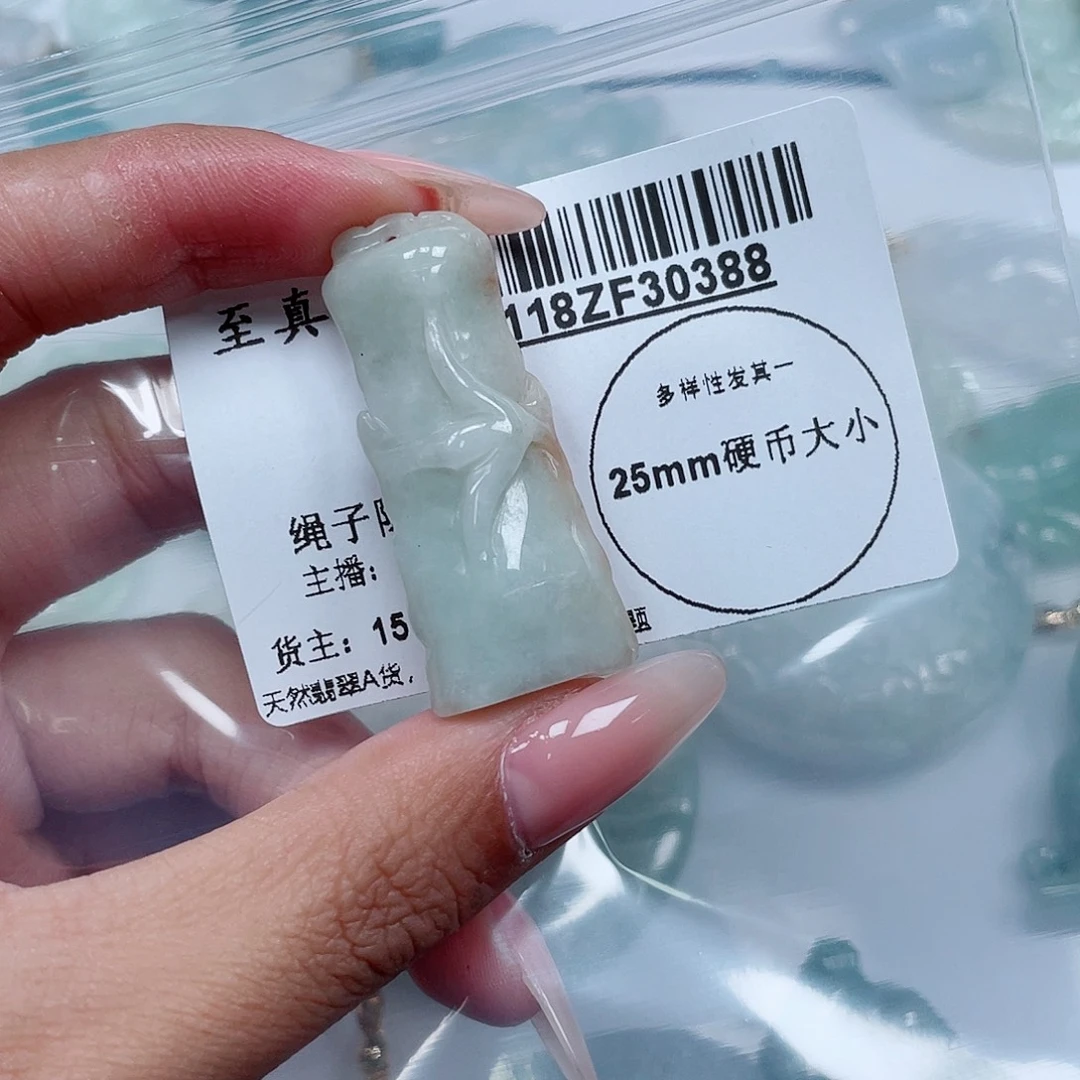 118ZF30388
至真
多样性发其一
25mm硬币大小
绳子
主播:
货主: 15
天然翡翠A货,
题